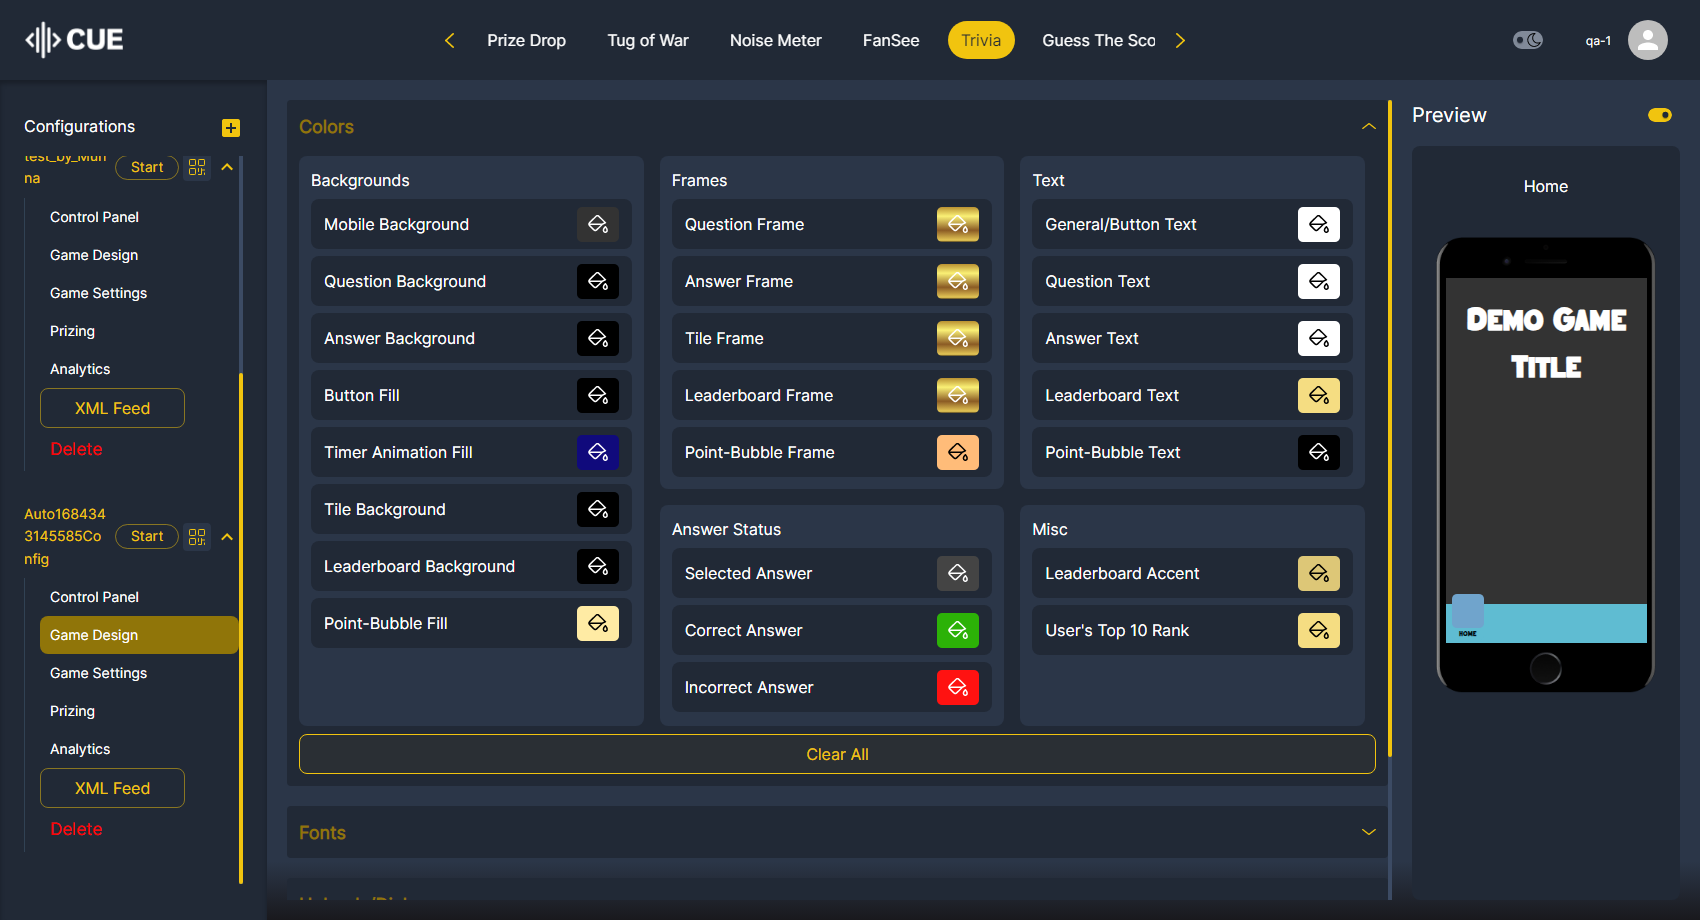 CUE
Prize Drop
Tug of War
Noise Meter
FanSee
Trivia
Guess The Sco
qa-1
Configurations
test_by_Mun
na
Start
Control Panel
Game Design
Game Settings
Prizing
Analytics
XML Feed
Delete
Auto168434
3145585Co
nfig
Start
Control Panel
Game Design
Game Settings
Prizing
Analytics
XML Feed
Delete
Colors
Backgrounds
Mobile Background
Question Background
Answer Background
Button Fill
Timer Animation Fill
Tile Background
Leaderboard Background
Point-Bubble Fill
Frames
Question Frame
Answer Frame
Tile Frame
Leaderboard Frame
Point-Bubble Frame
Text
General/Button Text
Question Text
Answer Text
Leaderboard Text
Point-Bubble Text
Answer Status
Selected Answer
Correct Answer
Incorrect Answer
Misc
Leaderboard Accent
User's Top 10 Rank
Clear All
Fonts
Preview
Home
Demo Game
Title
HOME